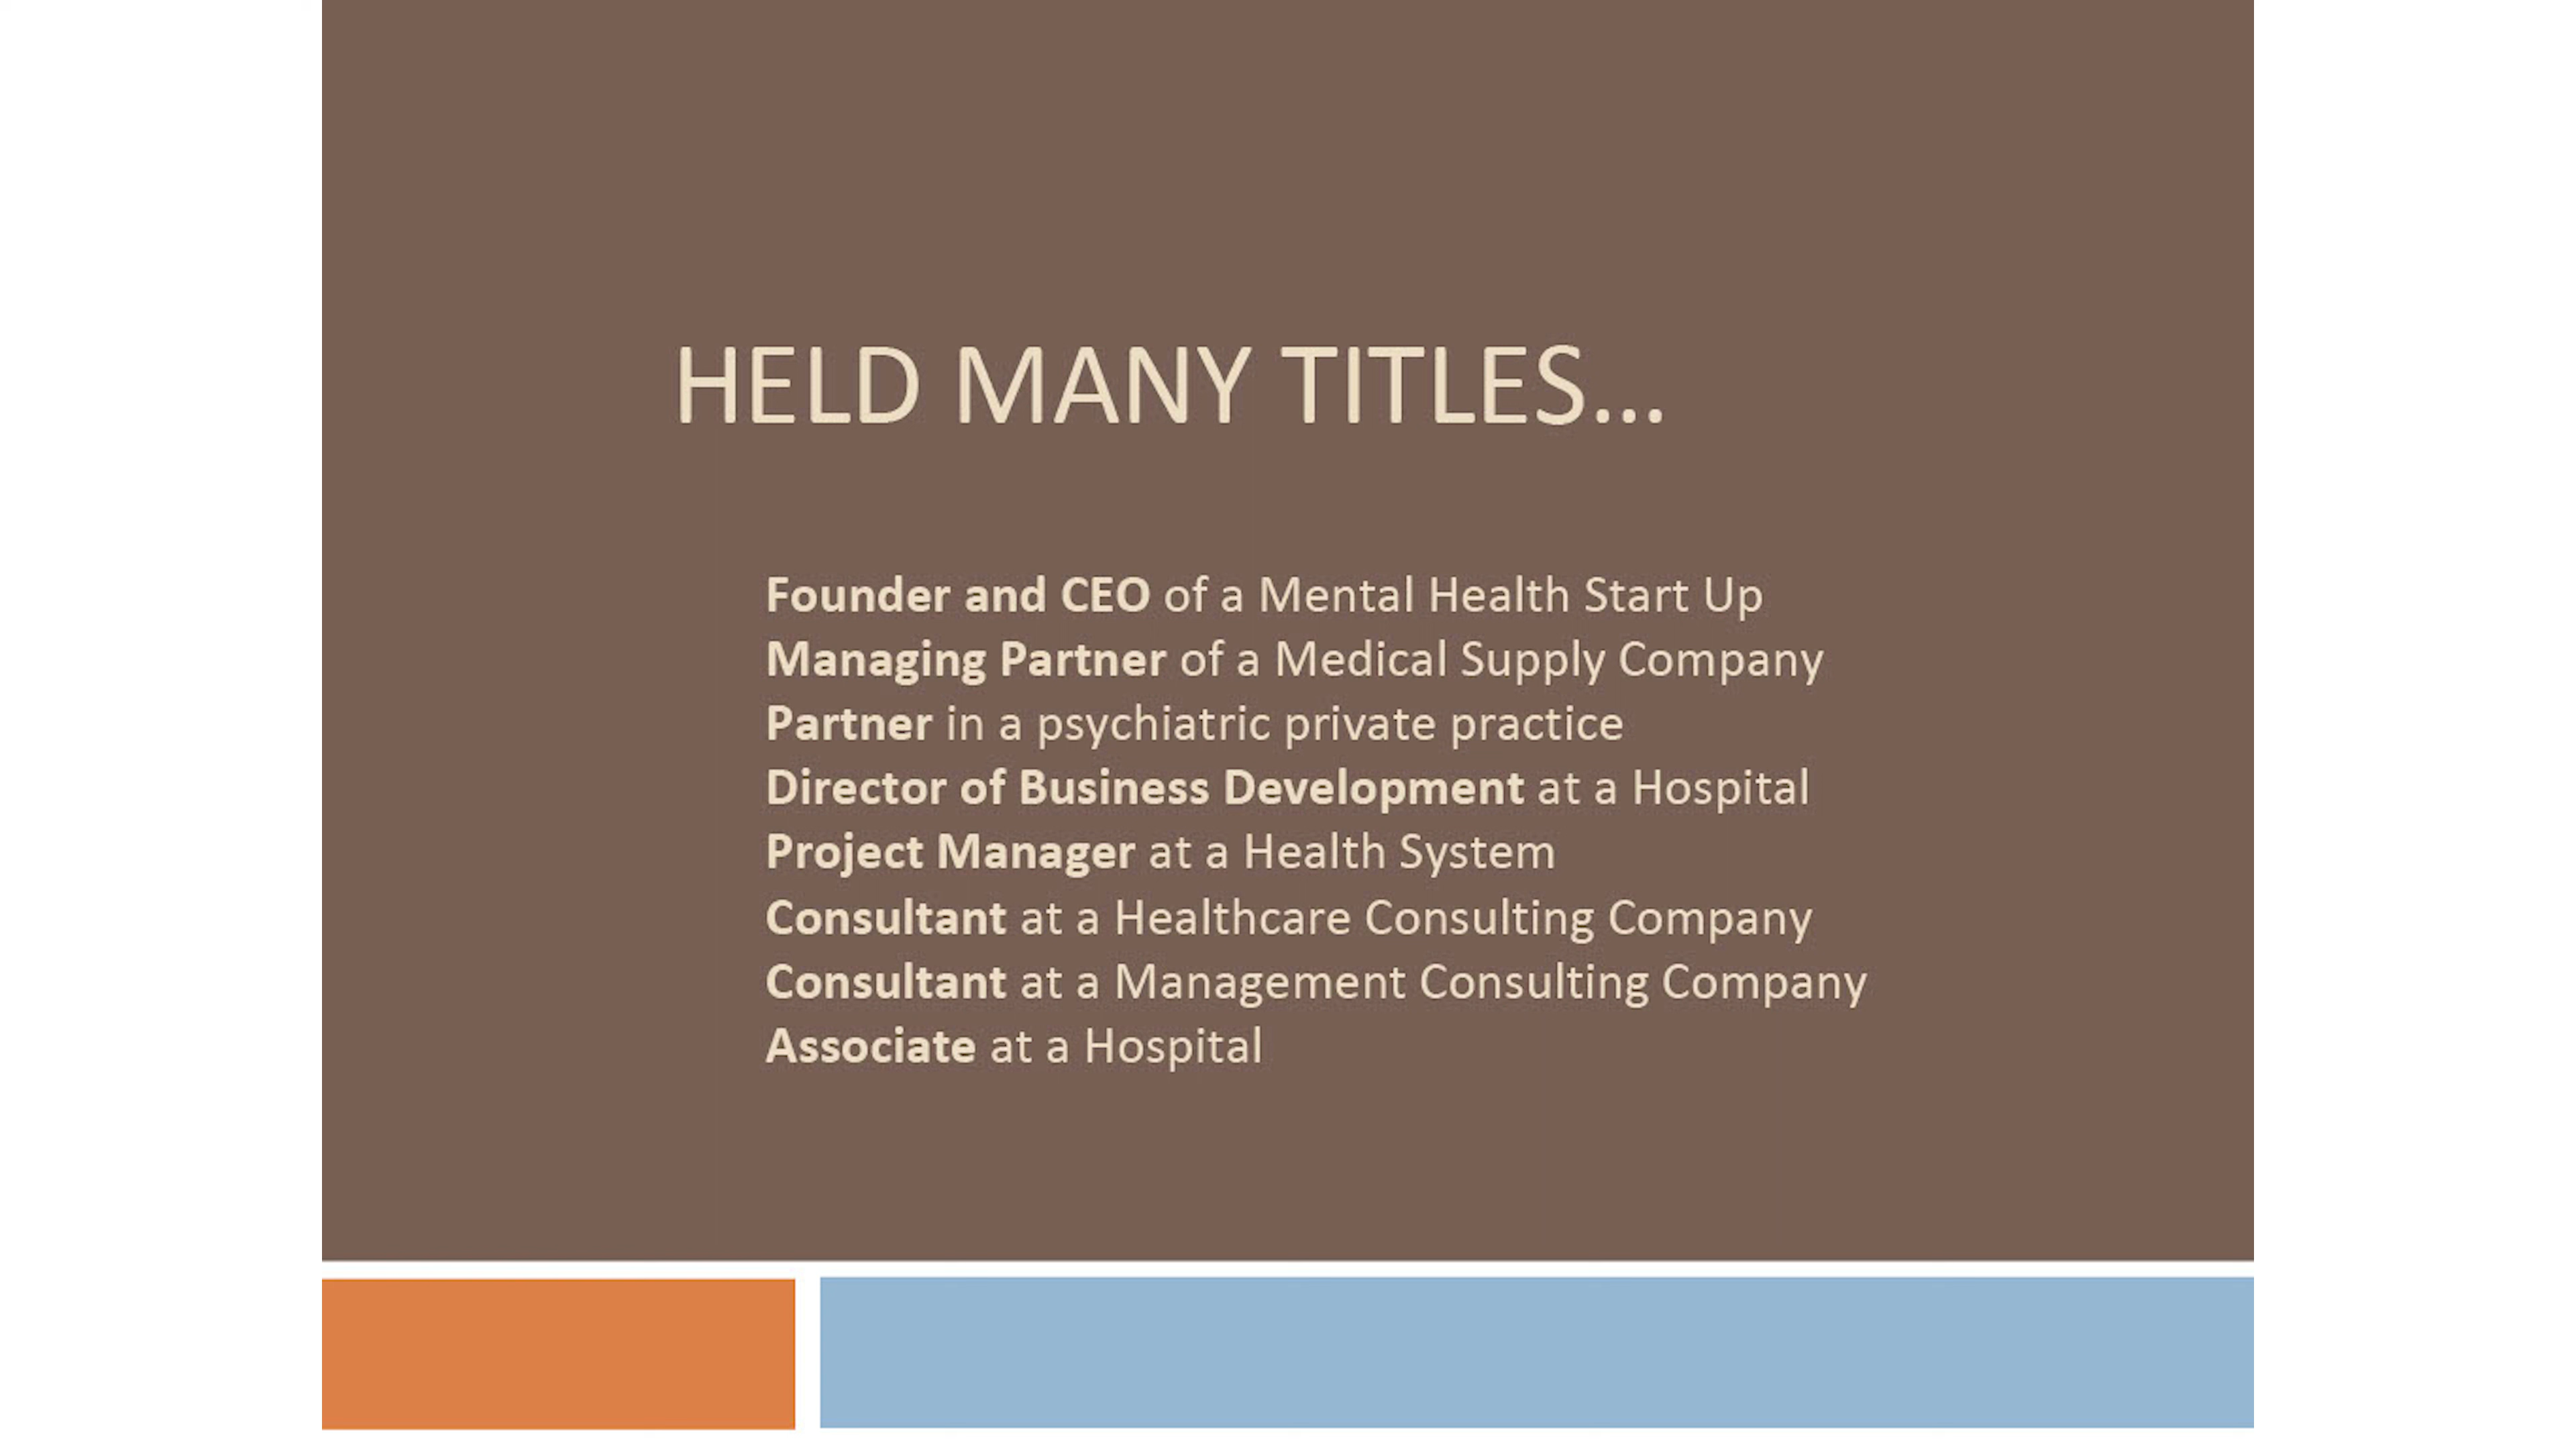 HELD MANY TITLES…
Founder and CEO of a Mental Health Start Up
Managing Partner of a Medical Supply Company
Partner in a psychiatric private practice
Director of Business Development at a Hospital
Project Manager at a Health System
Consultant at a Healthcare Consulting Company
Consultant at a Management Consulting Company
Associate at a Hospital